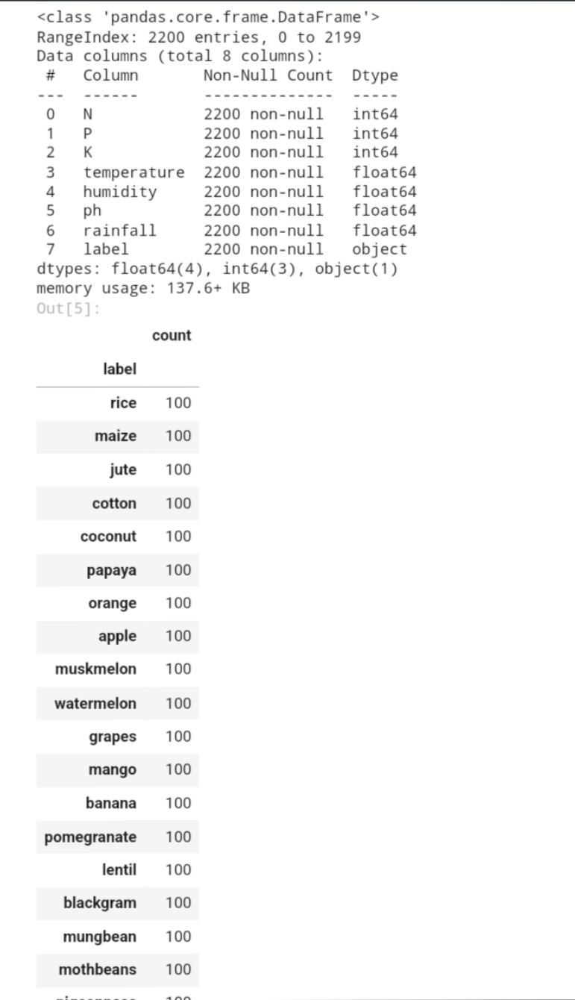 <class 'pandas.core.frame.DataFrame'>
RangeIndex: 2200 entries, 0 to 2199
Data columns (total 8 columns):
 #   Column       Non-Null Count  Dtype
---  ------       --------------  -----
 0   N            2200 non-null   int64
 1   P            2200 non-null   int64
 2   K            2200 non-null   int64
 3   temperature  2200 non-null   float64
 4   humidity     2200 non-null   float64
 5   ph           2200 non-null   float64
 6   rainfall     2200 non-null   float64
 7   label        2200 non-null   object
dtypes: float64(4), int64(3), object(1)
memory usage: 137.6+ KB
Out[5]:
count
label
rice 100
maize 100
jute 100
cotton 100
coconut 100
papaya 100
orange 100
apple 100
muskmelon 100
watermelon 100
grapes 100
mango 100
banana 100
pomegranate 100
lentil 100
blackgram 100
mungbean 100
mothbeans 100